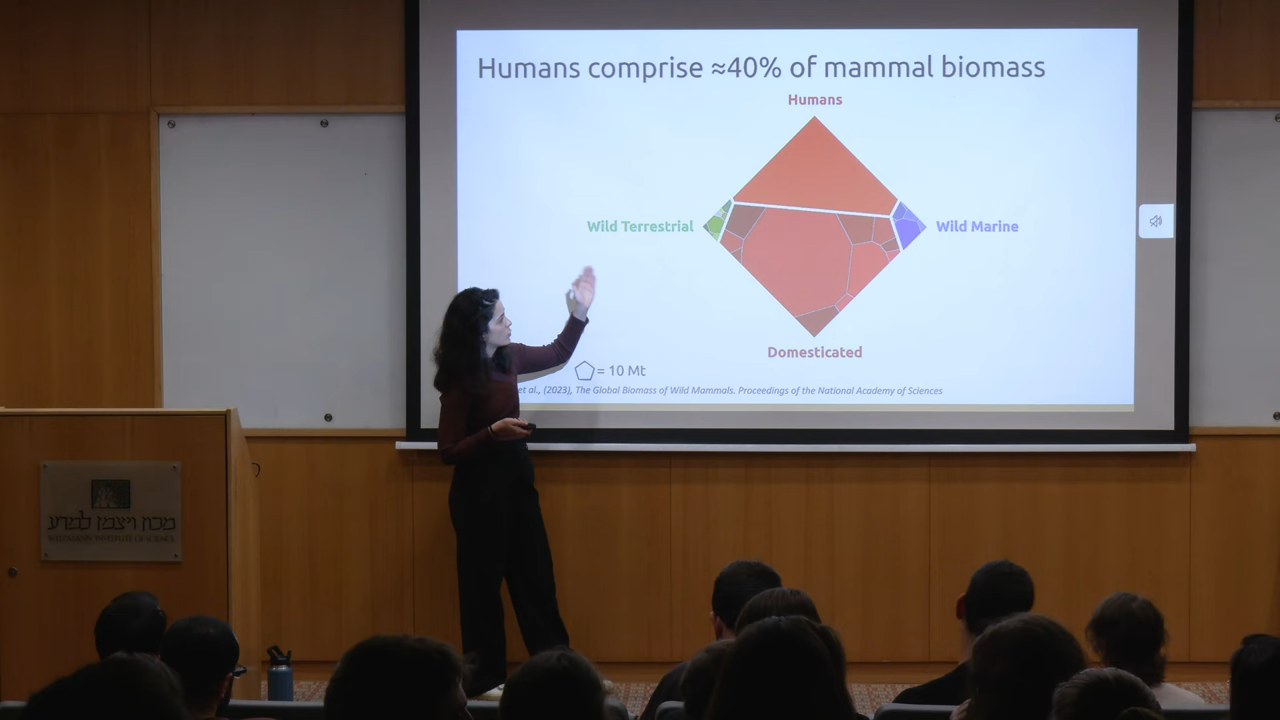 Humans comprise ≈40% of mammal biomass
Humans
Wild Terrestrial
Wild Marine
Domesticated
= 10 Mt
et al., (2023), The Global Biomass of Wild Mammals. Proceedings of the National Academy of Sciences
מכון ויצמן למדע
WEIZMANN INSTITUTE OF SCIENCE